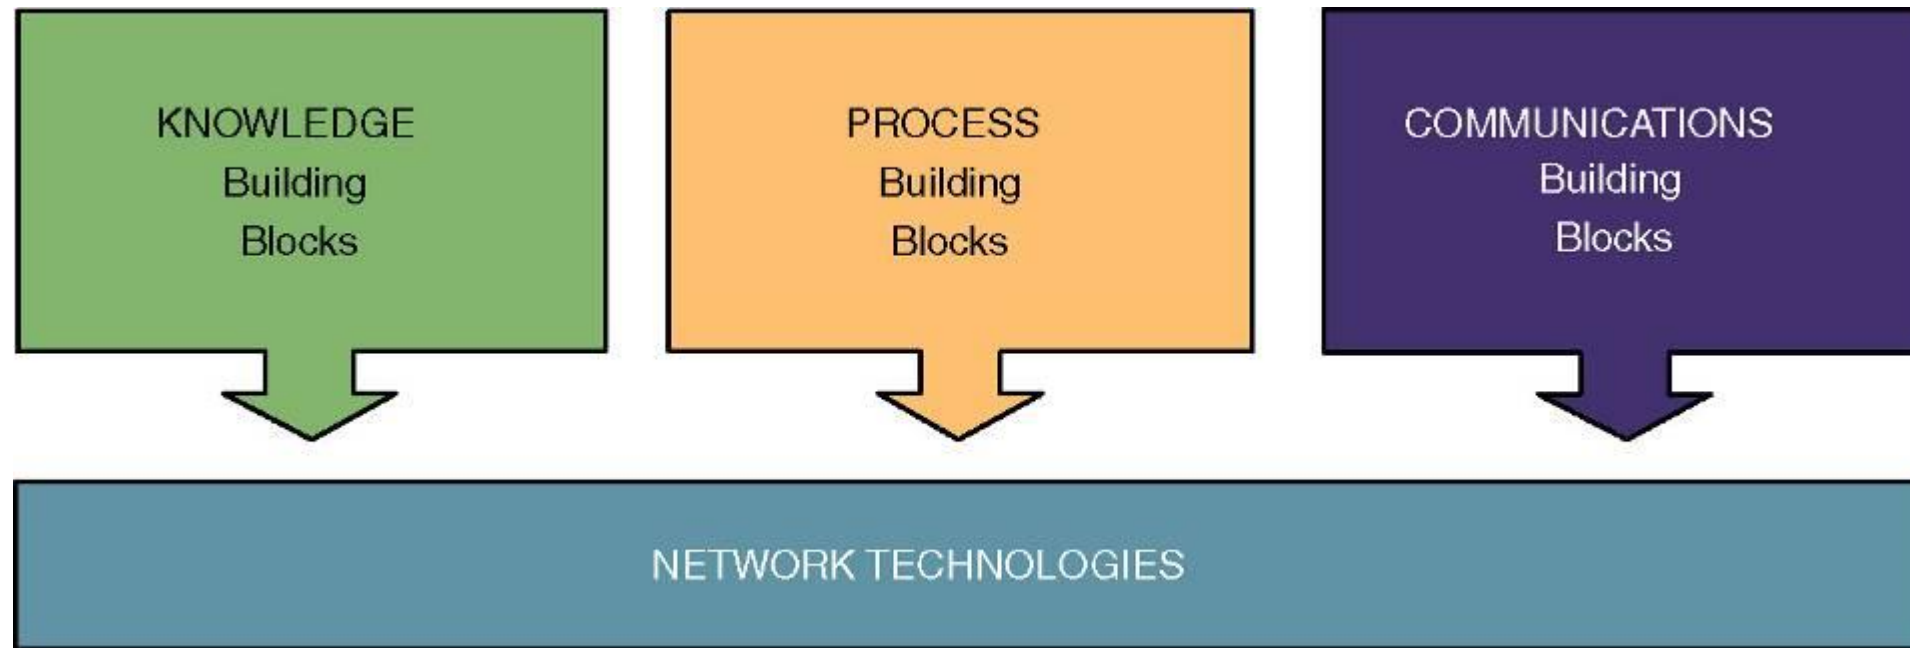 KNOWLEDGE
Building
Blocks
PROCESS
Building
Blocks
COMMUNICATIONS
Building
Blocks
NETWORK TECHNOLOGIES